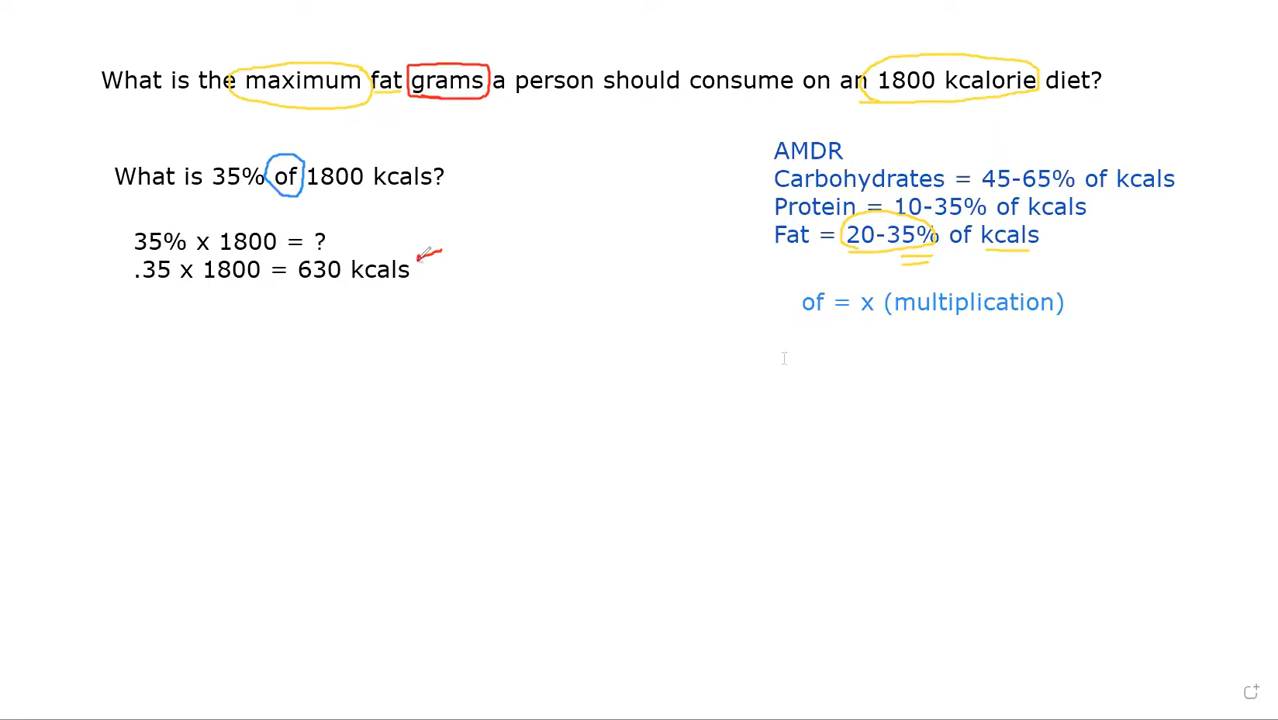 What is the maximum fat grams a person should consume on an 1800 kcalorie diet?
What is 35% of 1800 kcals?
35% x 1800 = ?
.35 x 1800 = 630 kcals
AMDR
Carbohydrates = 45-65% of kcals
Protein = 10-35% of kcals
Fat = 20-35% of kcals
of = x (multiplication)